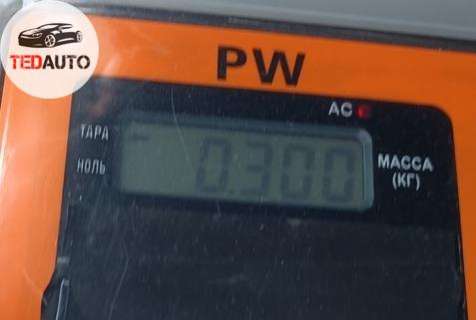 TEDAUTO
PW
AC
ТАРА
НОЛЬ
0.300
МАССА
(КГ)